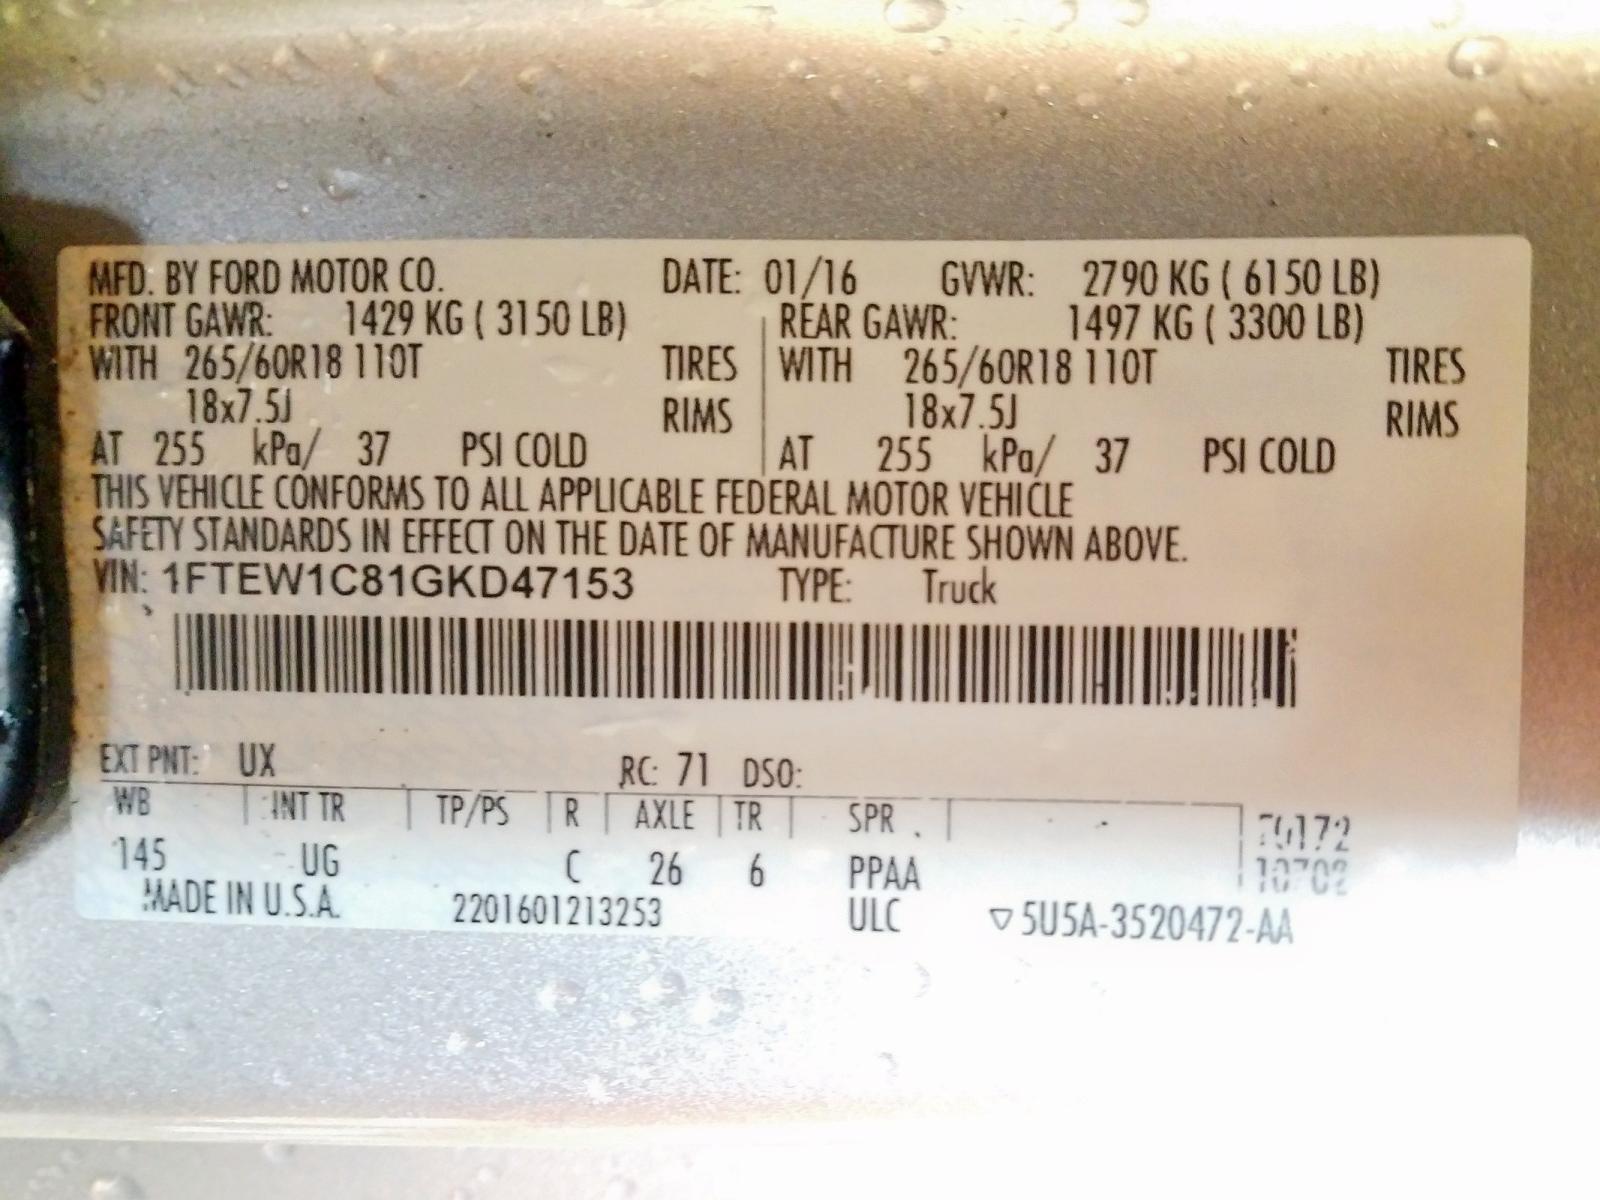 MFD. BY FORD MOTOR CO. DATE: 01/16 GVWR: 2790 KG ( 6150 LB)
FRONT GAWR: 1429 KG ( 3150 LB) REAR GAWR: 1497 KG ( 3300 LB)
WITH 265/60R18 110T TIRES WITH 265/60R18 110T TIRES
18x7.5J RIMS 18x7.5J RIMS
AT 255 kPa/ 37 PSI COLD AT 255 kPa/ 37 PSI COLD
THIS VEHICLE CONFORMS TO ALL APPLICABLE FEDERAL MOTOR VEHICLE
SAFETY STANDARDS IN EFFECT ON THE DATE OF MANUFACTURE SHOWN ABOVE.
VIN: 1FTEW1C81GKD47153 TYPE: Truck
EXT PNT: UX RC: 71 DSO:
WB INT TR TP/PS R AXLE TR SPR
145 UG C 26 6 PPAA
MADE IN U.S.A. 2201601213253 ULC ▽ 5U5A-3520472-AA